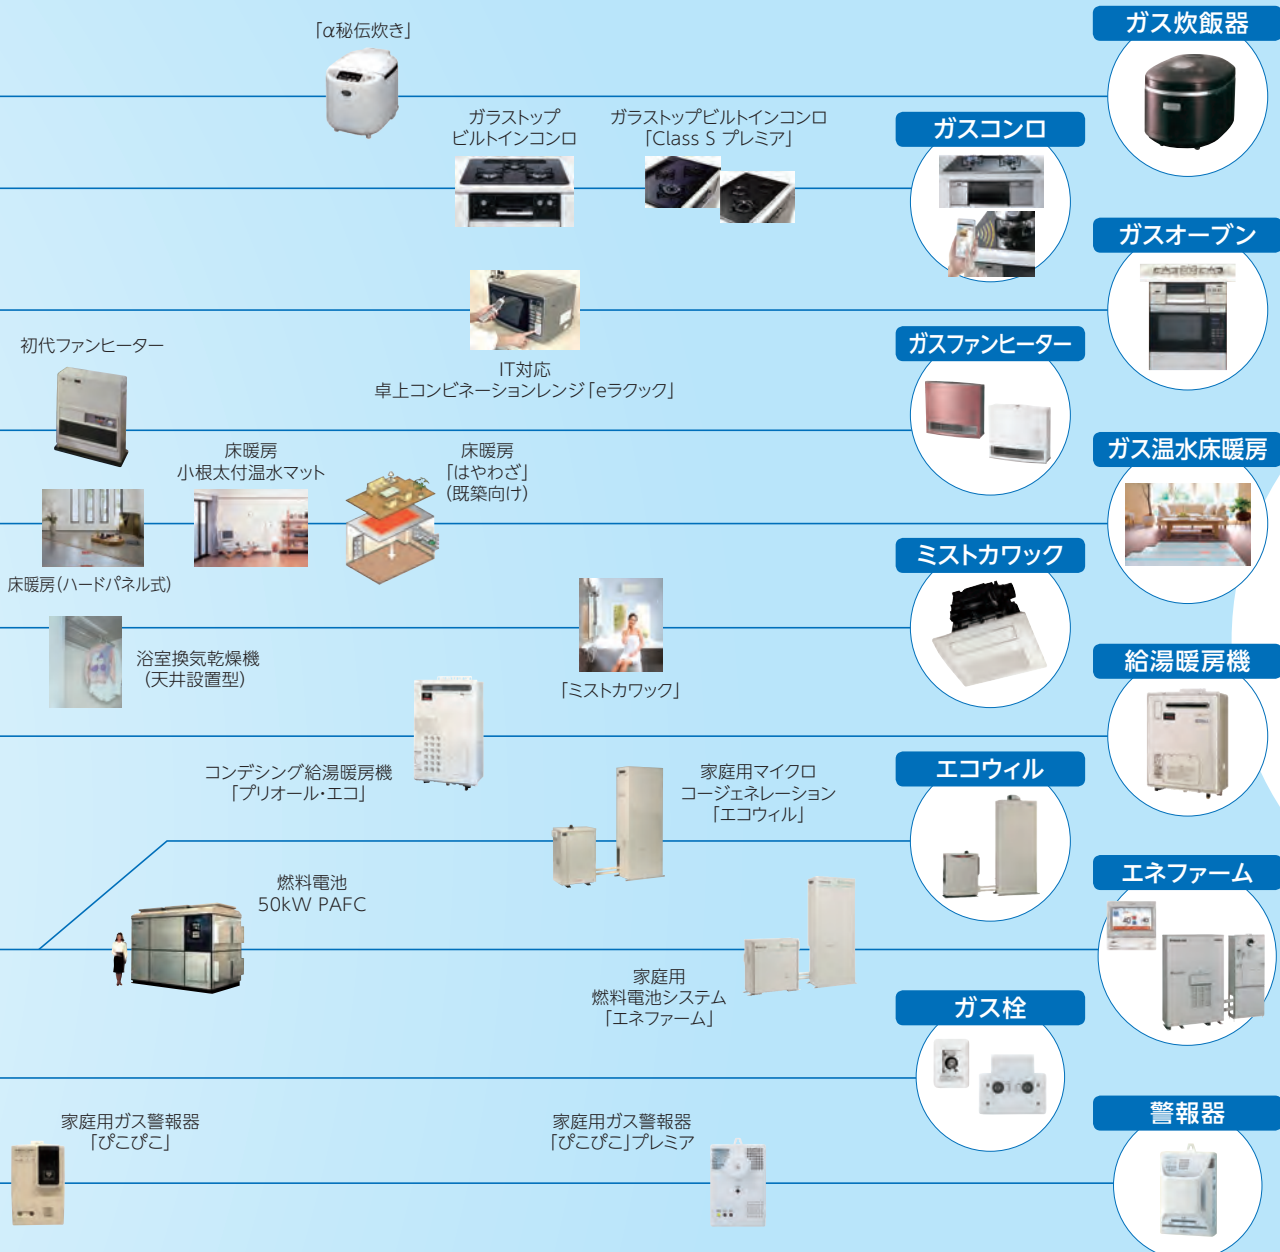 ガス炊飯器
「α秘伝炊き」
ガスコンロ
ガラストップ
ビルトインコンロ
ガラストップビルトインコンロ
「Class S プレミア」
ガスオーブン
IT対応
卓上コンビネーションレンジ「eラクック」
ガスファンヒーター
初代ファンヒーター
ガス温水床暖房
床暖房
小根太付温水マット
床暖房
「はやわざ」
(既築向け)
床暖房(ハードパネル式)
ミストカワック
浴室換気乾燥機
(天井設置型)
「ミストカワック」
給湯暖房機
コンデシング給湯暖房機
「プリオール・エコ」
エコウィル
家庭用マイクロ
コージェネレーション
「エコウィル」
エネファーム
燃料電池
50kW PAFC
家庭用
燃料電池システム
「エネファーム」
ガス栓
警報器
家庭用ガス警報器
「ぴこぴこ」
家庭用ガス警報器
「ぴこぴこ」プレミア